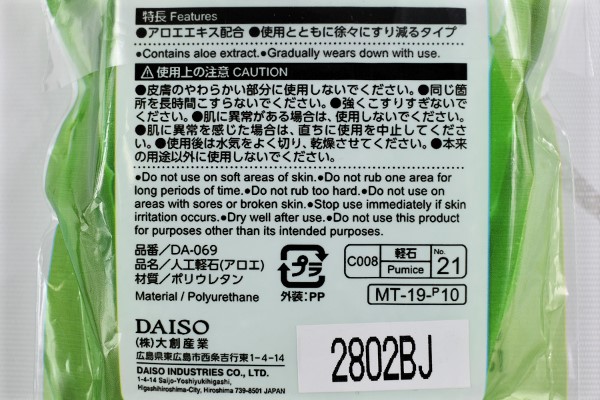 特長 Features
●アロエエキス配合 ●使用とともに徐々にすり減るタイプ
●Contains aloe extract.●Gradually wears down with use.
⚠使用上の注意 CAUTION
●皮膚のやわらかい部分に使用しないでください。●同じ箇
所を長時間こすらないでください。●強くこすりすぎないで
ください。●肌に異常がある場合は、使用しないでください。
●肌に異常を感じた場合は、直ちに使用を中止してくださ
い。●使用後は水気をよく切り、乾燥させてください。●本来
の用途以外に使用しないでください。
●Do not use on soft areas of skin.●Do not rub one area for
long periods of time.●Do not rub too hard.●Do not use on
areas with sores or broken skin.●Stop use immediately if skin
irritation occurs.●Dry well after use.●Do not use this product
for purposes other than its intended purposes.
品番／DA-069
品名／人工軽石(アロエ)
材質／ポリウレタン
Material / Polyurethane
プラ
外装：PP
C008 軽石 Pumice No. 21
MT-19-P10
DAISO
(株)大創産業
広島県東広島市西条吉行東1-4-14
DAISO INDUSTRIES CO., LTD.
1-4-14 Saijo-Yoshiyukihigashi,
Higashihiroshima-City, Hiroshima 739-8501 JAPAN
2802BJ